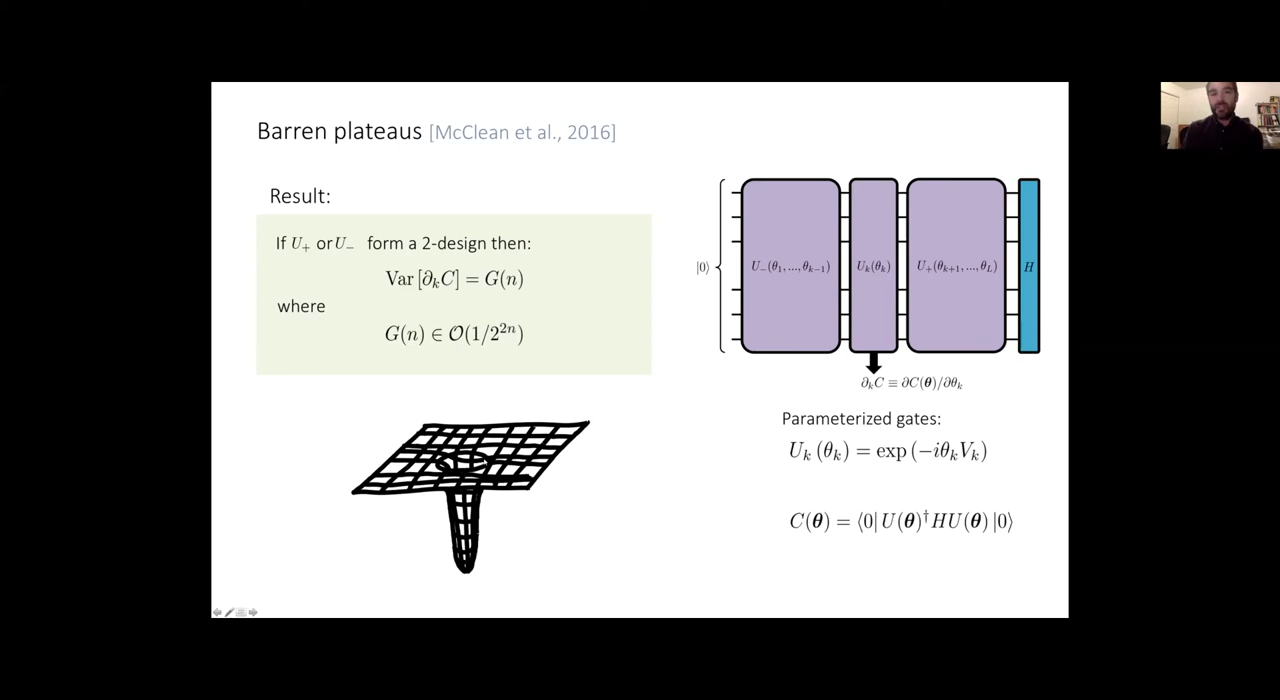 Barren plateaus [McClean et al., 2016]
Result:
If U₊ or U₋ form a 2-design then:
Var [∂ₖC] = G(n)
where
G(n) ∈ 𝒪(1/2²ⁿ)
|0⟩
U₋(θ₁, ..., θₖ₋₁)
Uₖ(θₖ)
U₊(θₖ₊₁, ..., θ_L)
H
∂ₖC ≡ ∂C(𝜽)/∂θₖ
Parameterized gates:
Uₖ (θₖ) = exp (−iθₖVₖ)
C(𝜽) = ⟨0| U(𝜽)†HU(𝜽) |0⟩